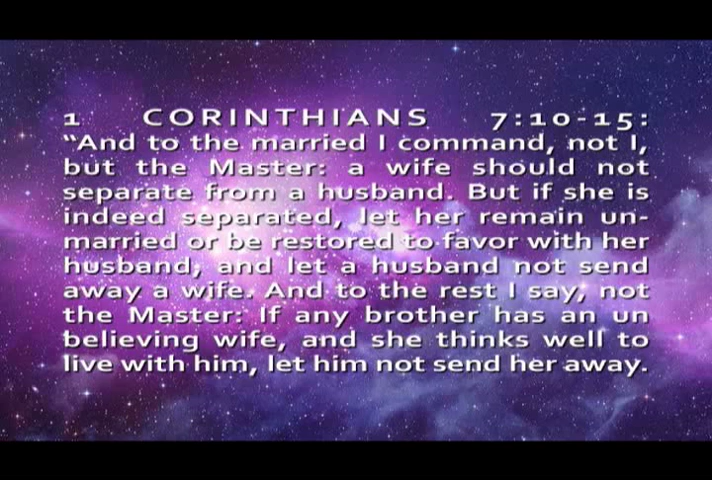 1 CORINTHIANS 7:10-15:
“And to the married I command, not I,
but the Master: a wife should not
separate from a husband. But if she is
indeed separated, let her remain un-
married or be restored to favor with her
husband, and let a husband not send
away a wife. And to the rest I say, not
the Master: If any brother has an un
believing wife, and she thinks well to
live with him, let him not send her away.